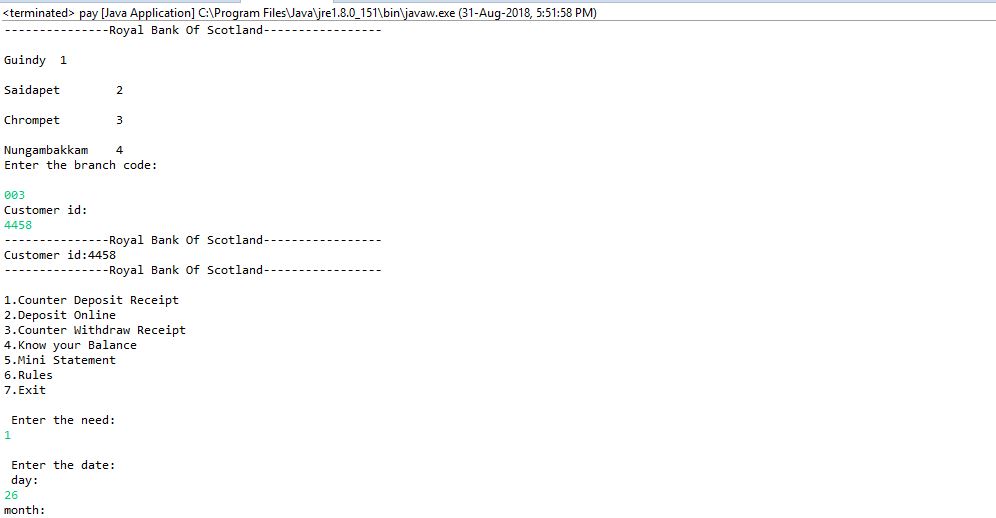 <terminated> pay [Java Application] C:\Program Files\Java\jre1.8.0_151\bin\javaw.exe (31-Aug-2018, 5:51:58 PM)
---------------Royal Bank Of Scotland-----------------
Guindy  1
Saidapet        2
Chrompet        3
Nungambakkam    4
Enter the branch code:
003
Customer id:
4458
---------------Royal Bank Of Scotland-----------------
Customer id:4458
---------------Royal Bank Of Scotland-----------------
1.Counter Deposit Receipt
2.Deposit Online
3.Counter Withdraw Receipt
4.Know your Balance
5.Mini Statement
6.Rules
7.Exit
Enter the need:
1
Enter the date:
day:
26
month: